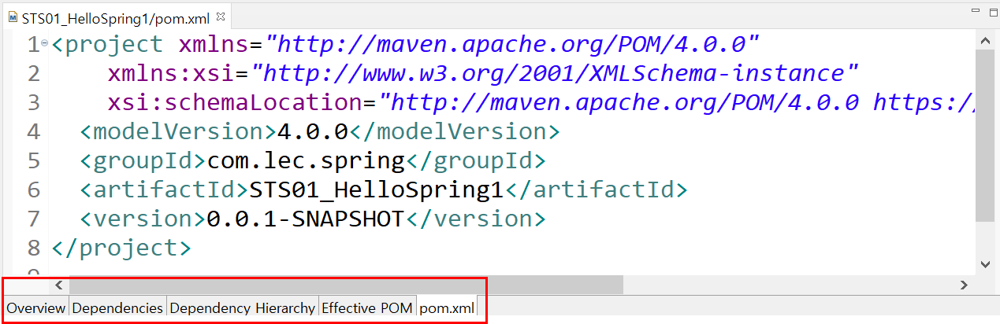 STS01_HelloSpring1/pom.xml
1 <project xmlns="http://maven.apache.org/POM/4.0.0"
2 xmlns:xsi="http://www.w3.org/2001/XMLSchema-instance"
3 xsi:schemaLocation="http://maven.apache.org/POM/4.0.0 https://
4 <modelVersion>4.0.0</modelVersion>
5 <groupId>com.lec.spring</groupId>
6 <artifactId>STS01_HelloSpring1</artifactId>
7 <version>0.0.1-SNAPSHOT</version>
8 </project>
Overview Dependencies Dependency Hierarchy Effective POM pom.xml